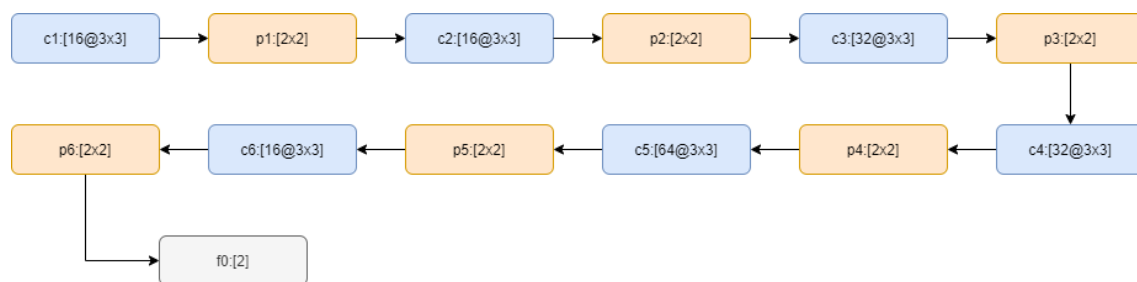 c1:[16@3x3]
p1:[2x2]
c2:[16@3x3]
p2:[2x2]
c3:[32@3x3]
p3:[2x2]
p6:[2x2]
c6:[16@3x3]
p5:[2x2]
c5:[64@3x3]
p4:[2x2]
c4:[32@3x3]
f0:[2]